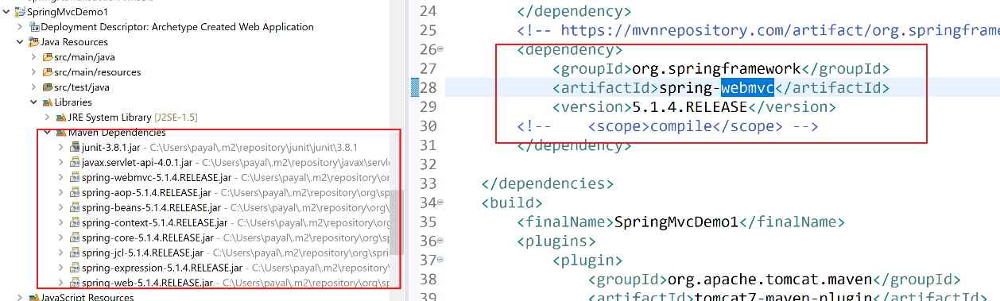 SpringMvcDemo1
Deployment Descriptor: Archetype Created Web Application
Java Resources
src/main/java
src/main/resources
src/test/java
Libraries
JRE System Library [J2SE-1.5]
Maven Dependencies
junit-3.8.1.jar - C:\Users\payal\.m2\repository\junit\junit\3.8.1
javax.servlet-api-4.0.1.jar - C:\Users\payal\.m2\repository\javax\servle
spring-webmvc-5.1.4.RELEASE.jar - C:\Users\payal\.m2\repository\or
spring-aop-5.1.4.RELEASE.jar - C:\Users\payal\.m2\repository\org\sp
spring-beans-5.1.4.RELEASE.jar - C:\Users\payal\.m2\repository\org\
spring-context-5.1.4.RELEASE.jar - C:\Users\payal\.m2\repository\or
spring-core-5.1.4.RELEASE.jar - C:\Users\payal\.m2\repository\org\s
spring-jcl-5.1.4.RELEASE.jar - C:\Users\payal\.m2\repository\org\spri
spring-expression-5.1.4.RELEASE.jar - C:\Users\payal\.m2\repository\
spring-web-5.1.4.RELEASE.jar - C:\Users\payal\.m2\repository\org\sp
JavaScript Resources
24 </dependency>
25 <!-- https://mvnrepository.com/artifact/org.springframe
26 <dependency>
27 <groupId>org.springframework</groupId>
28 <artifactId>spring-webmvc</artifactId>
29 <version>5.1.4.RELEASE</version>
30 <!-- <scope>compile</scope> -->
31 </dependency>
32
33 </dependencies>
34 <build>
35 <finalName>SpringMvcDemo1</finalName>
36 <plugins>
37 <plugin>
38 <groupId>org.apache.tomcat.maven</groupId>
39 <artifactId>tomcat7-maven-plugin</artifactId>